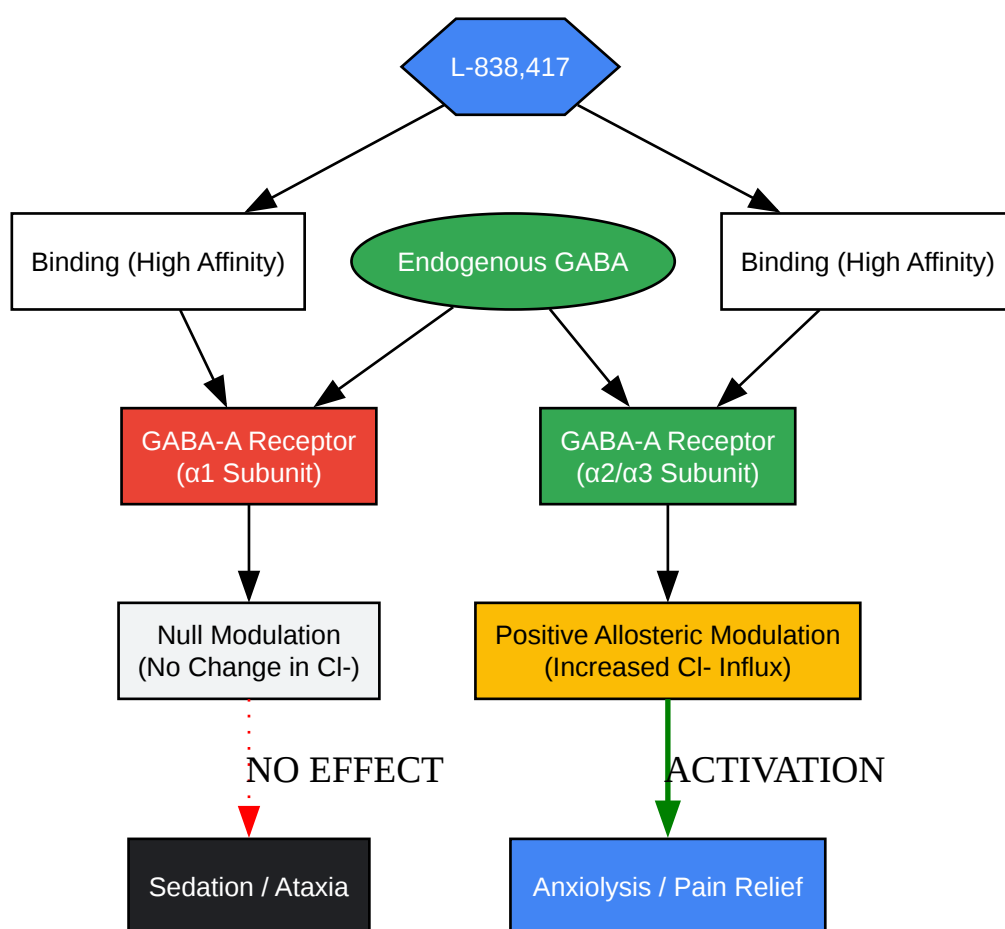 L-838,417
Binding (High Affinity)
Endogenous GABA
Binding (High Affinity)
GABA-A Receptor
(α1 Subunit)
GABA-A Receptor
(α2/α3 Subunit)
Null Modulation
(No Change in Cl-)
Positive Allosteric Modulation
(Increased Cl- Influx)
NO EFFECT
ACTIVATION
Sedation / Ataxia
Anxiolysis / Pain Relief